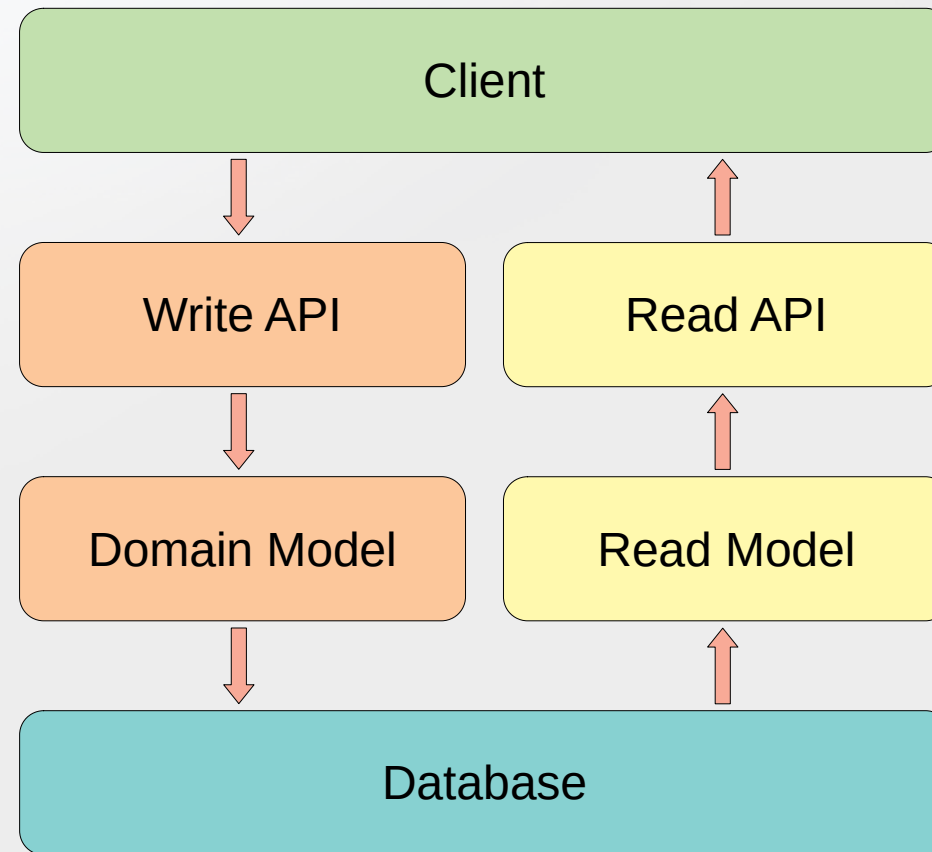 Client
Write API
Read API
Domain Model
Read Model
Database